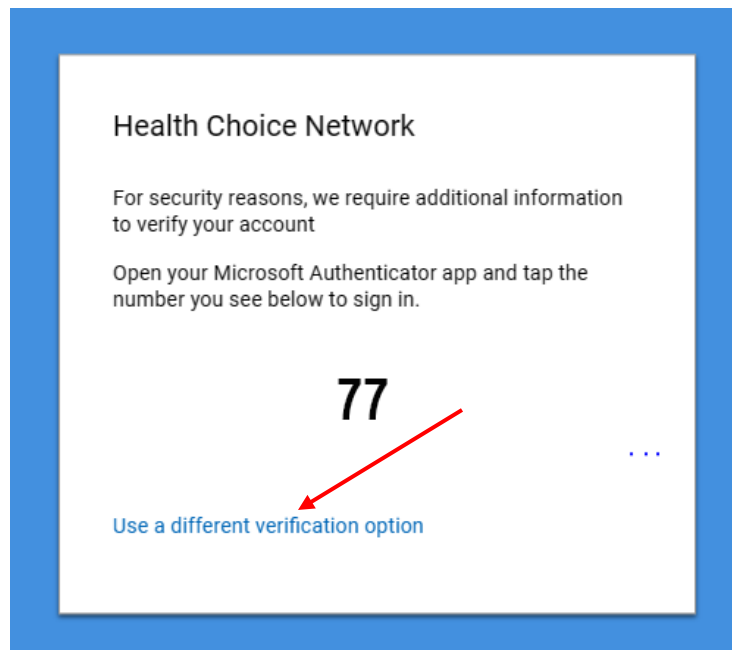 Health Choice Network
For security reasons, we require additional information
to verify your account
Open your Microsoft Authenticator app and tap the
number you see below to sign in.
77
...
Use a different verification option